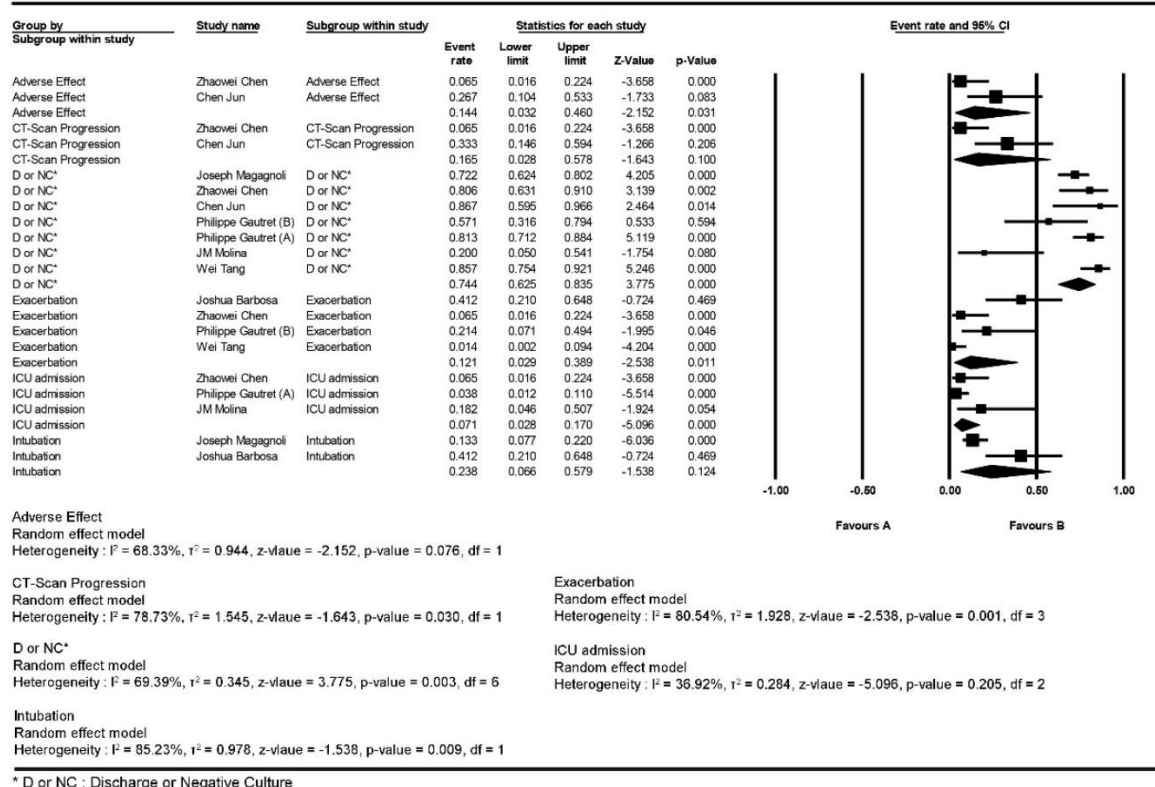 Group by Study name Subgroup within study Statistics for each study Event rate and 95% CI
Subgroup within study
Event rate Lower limit Upper limit Z-Value p-Value
Adverse Effect Zhaowei Chen Adverse Effect 0.065 0.016 0.224 -3.658 0.000
Adverse Effect Chen Jun Adverse Effect 0.267 0.104 0.533 -1.733 0.083
Adverse Effect 0.144 0.032 0.460 -2.152 0.031
CT-Scan Progression Zhaowei Chen CT-Scan Progression 0.065 0.016 0.224 -3.658 0.000
CT-Scan Progression Chen Jun CT-Scan Progression 0.333 0.146 0.594 -1.266 0.206
CT-Scan Progression 0.165 0.028 0.578 -1.643 0.100
D or NC* Joseph Magagnoli D or NC* 0.722 0.624 0.802 4.205 0.000
D or NC* Zhaowei Chen D or NC* 0.806 0.631 0.910 3.139 0.002
D or NC* Chen Jun D or NC* 0.867 0.595 0.966 2.464 0.014
D or NC* Philippe Gautret (B) D or NC* 0.571 0.316 0.794 0.533 0.594
D or NC* Philippe Gautret (A) D or NC* 0.813 0.712 0.884 5.119 0.000
D or NC* JM Molina D or NC* 0.200 0.050 0.541 -1.754 0.080
D or NC* Wei Tang D or NC* 0.857 0.754 0.921 5.246 0.000
D or NC* 0.744 0.625 0.835 3.775 0.000
Exacerbation Joshua Barbosa Exacerbation 0.412 0.210 0.648 -0.724 0.469
Exacerbation Zhaowei Chen Exacerbation 0.065 0.016 0.224 -3.658 0.000
Exacerbation Philippe Gautret (B) Exacerbation 0.214 0.071 0.494 -1.995 0.046
Exacerbation Wei Tang Exacerbation 0.014 0.002 0.094 -4.204 0.000
Exacerbation 0.121 0.029 0.389 -2.538 0.011
ICU admission Zhaowei Chen ICU admission 0.065 0.016 0.224 -3.658 0.000
ICU admission Philippe Gautret (A) ICU admission 0.038 0.012 0.110 -5.514 0.000
ICU admission JM Molina ICU admission 0.182 0.046 0.507 -1.924 0.054
ICU admission 0.071 0.028 0.170 -5.096 0.000
Intubation Joseph Magagnoli Intubation 0.133 0.077 0.220 -6.036 0.000
Intubation Joshua Barbosa Intubation 0.412 0.210 0.648 -0.724 0.469
Intubation 0.238 0.066 0.579 -1.538 0.124
-1.00 -0.50 0.00 0.50 1.00
Favours A Favours B
Adverse Effect
Random effect model
Heterogeneity : I² = 68.33%, τ² = 0.944, z-vlaue = -2.152, p-value = 0.076, df = 1
CT-Scan Progression
Random effect model
Heterogeneity : I² = 78.73%, τ² = 1.545, z-vlaue = -1.643, p-value = 0.030, df = 1
D or NC*
Random effect model
Heterogeneity : I² = 69.39%, τ² = 0.345, z-vlaue = 3.775, p-value = 0.003, df = 6
Intubation
Random effect model
Heterogeneity : I² = 85.23%, τ² = 0.978, z-vlaue = -1.538, p-value = 0.009, df = 1
Exacerbation
Random effect model
Heterogeneity : I² = 80.54%, τ² = 1.928, z-vlaue = -2.538, p-value = 0.001, df = 3
ICU admission
Random effect model
Heterogeneity : I² = 36.92%, τ² = 0.284, z-vlaue = -5.096, p-value = 0.205, df = 2
* D or NC : Discharge or Negative Culture